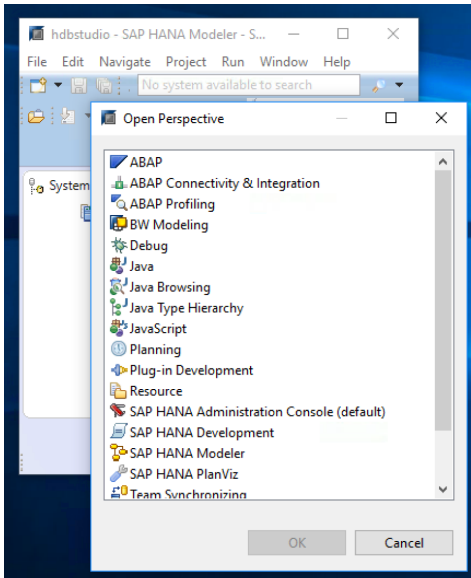 hdbstudio - SAP HANA Modeler - S...
File Edit Navigate Project Run Window Help
No system available to search
Open Perspective
System
ABAP
ABAP Connectivity & Integration
ABAP Profiling
BW Modeling
Debug
Java
Java Browsing
Java Type Hierarchy
JavaScript
Planning
Plug-in Development
Resource
SAP HANA Administration Console (default)
SAP HANA Development
SAP HANA Modeler
SAP HANA PlanViz
Team Synchronizing
OK Cancel